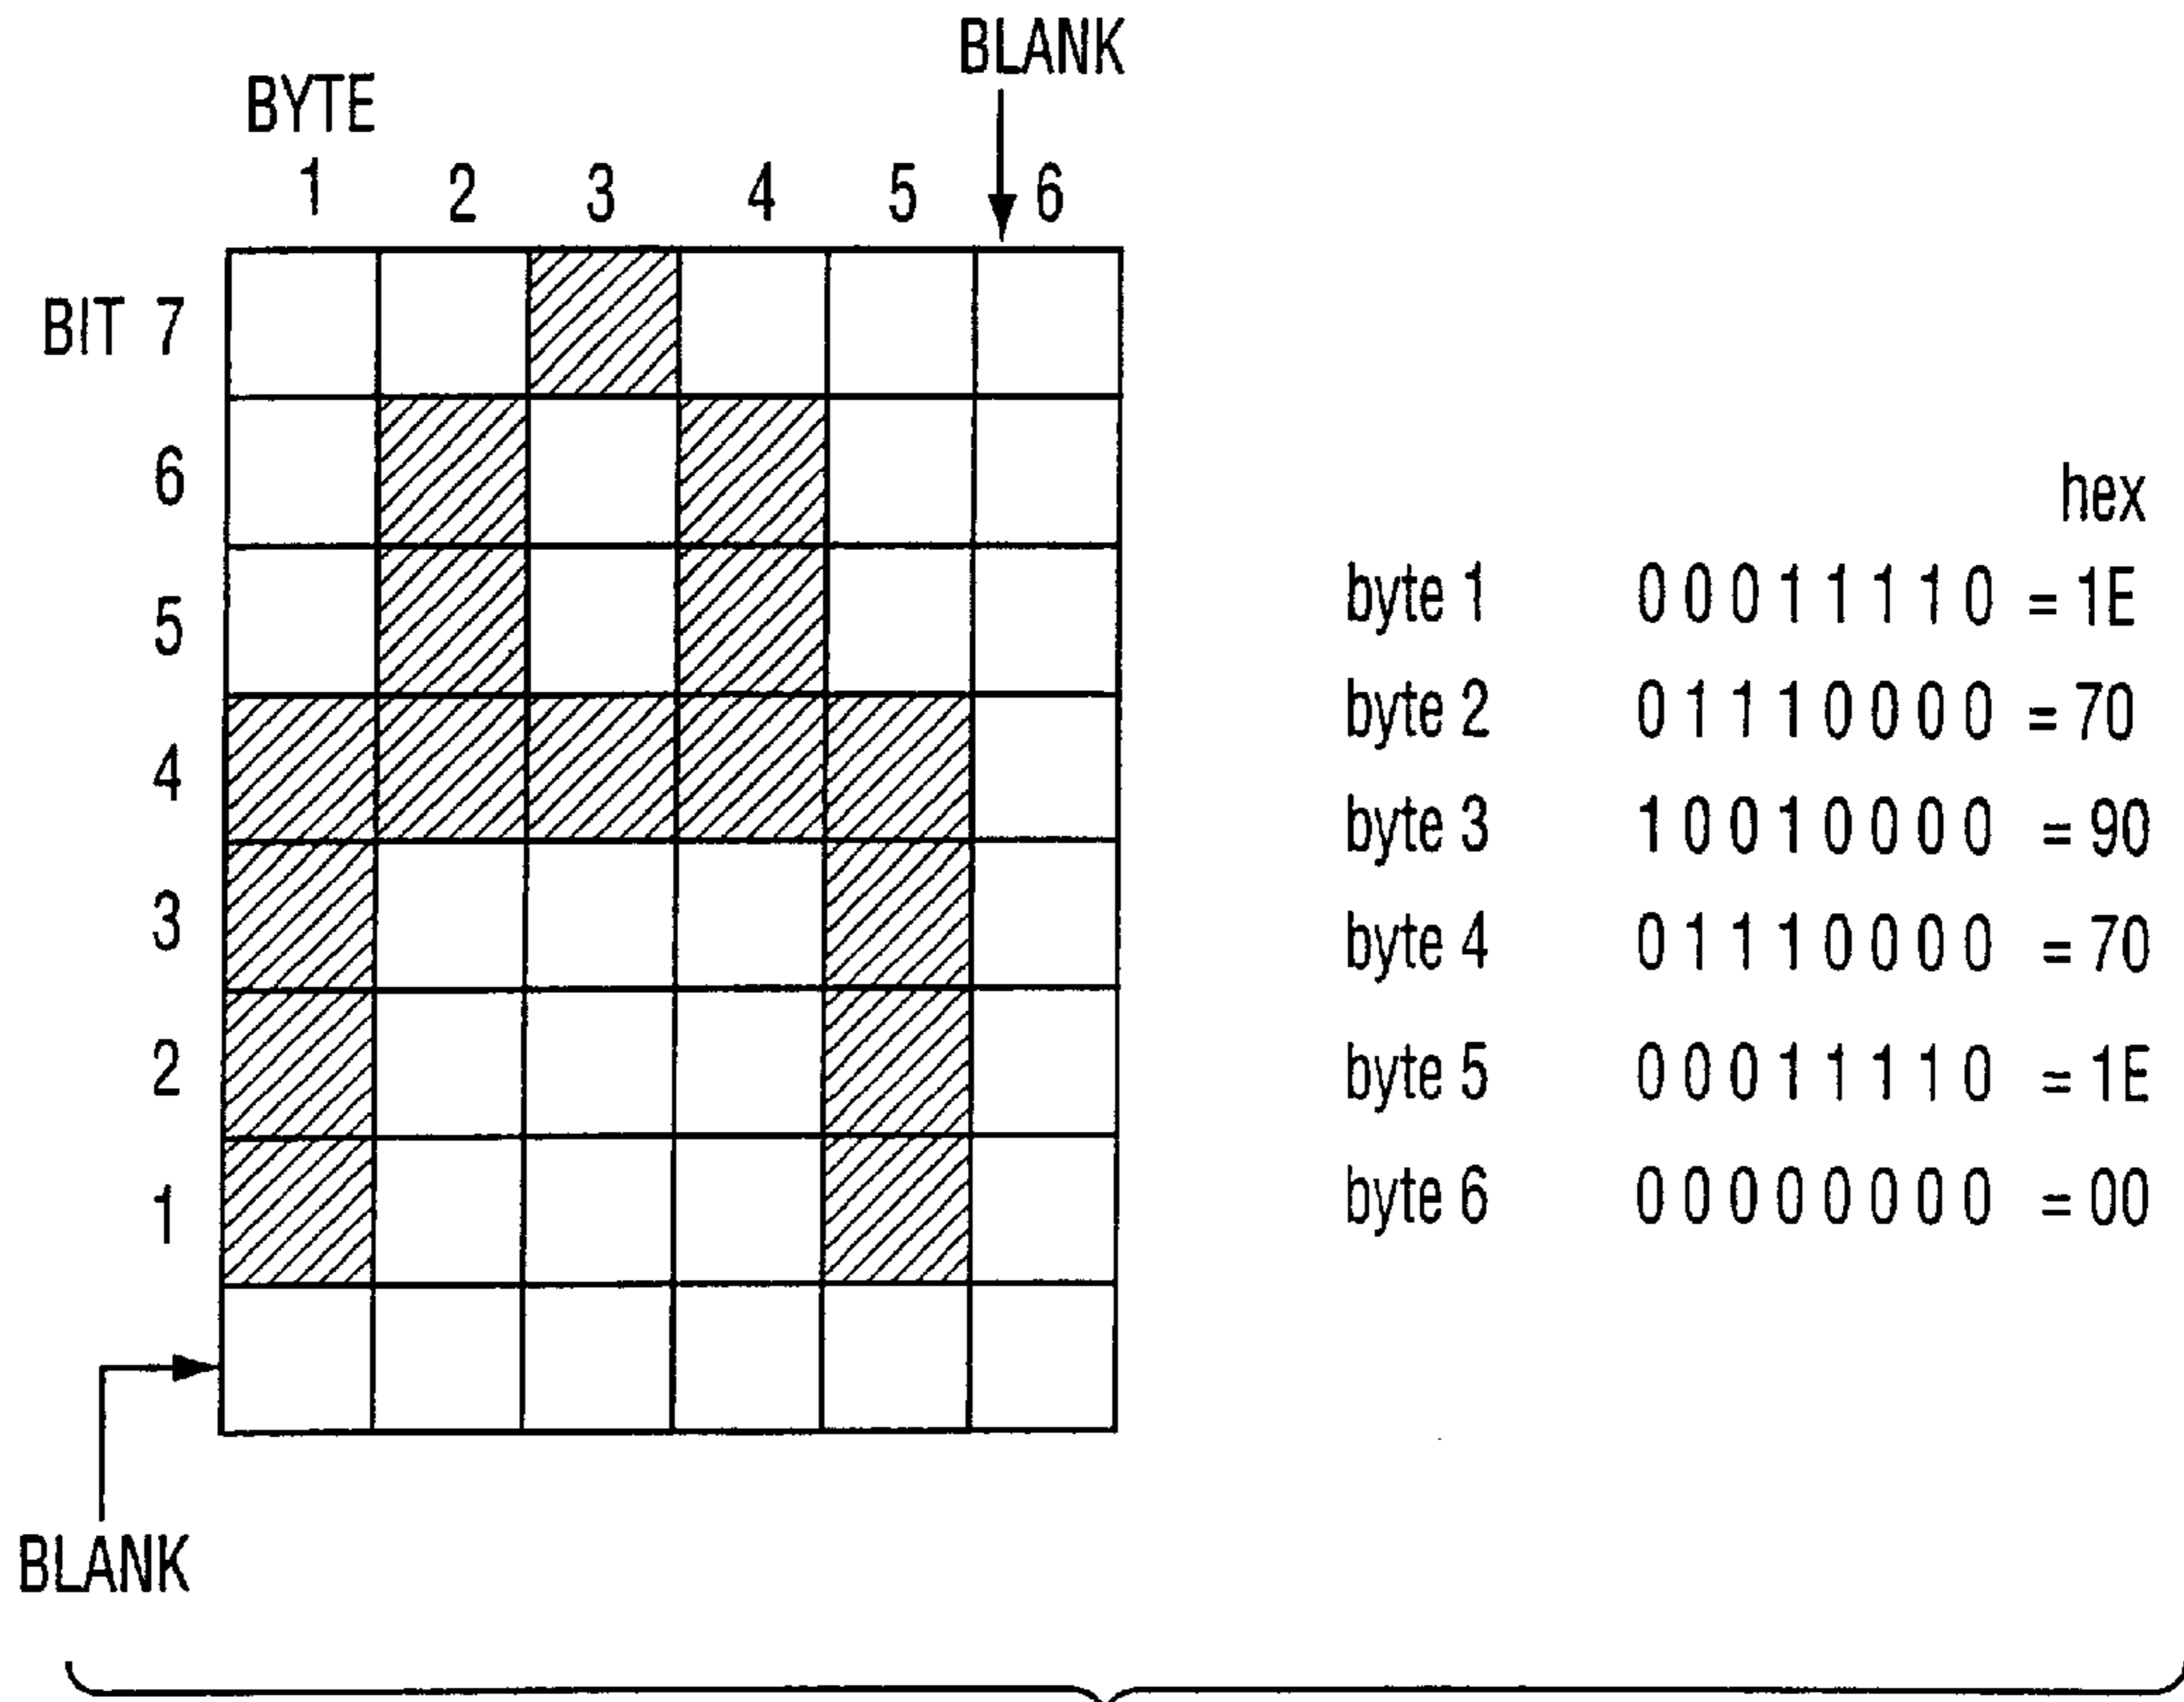 BLANK
BYTE
1 2 3 4 5 6
BIT 7
6
5
4
3
2
1
BLANK
hex
byte 1 0 0 0 1 1 1 1 0 = 1E
byte 2 0 1 1 1 0 0 0 0 = 70
byte 3 1 0 0 1 0 0 0 0 = 90
byte 4 0 1 1 1 0 0 0 0 = 70
byte 5 0 0 0 1 1 1 1 0 = 1E
byte 6 0 0 0 0 0 0 0 0 = 00